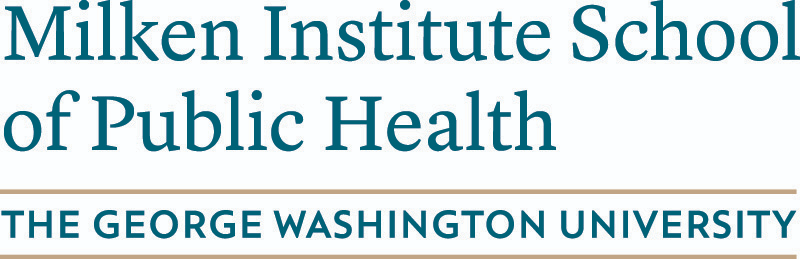 Milken Institute School
of Public Health
THE GEORGE WASHINGTON UNIVERSITY